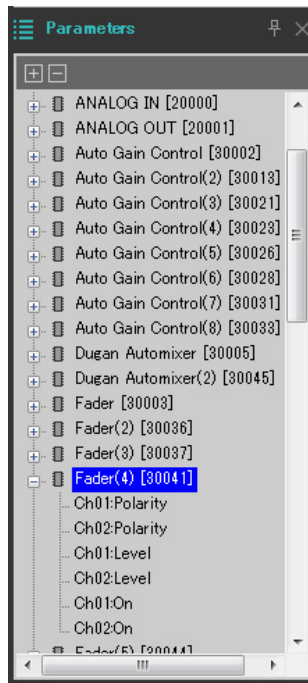 Parameters
ANALOG IN [20000]
ANALOG OUT [20001]
Auto Gain Control [30002]
Auto Gain Control(2) [30013]
Auto Gain Control(3) [30021]
Auto Gain Control(4) [30023]
Auto Gain Control(5) [30026]
Auto Gain Control(6) [30028]
Auto Gain Control(7) [30031]
Auto Gain Control(8) [30033]
Dugan Automixer [30005]
Dugan Automixer(2) [30045]
Fader [30003]
Fader(2) [30036]
Fader(3) [30037]
Fader(4) [30041]
Ch01:Polarity
Ch02:Polarity
Ch01:Level
Ch02:Level
Ch01:On
Ch02:On
Fader(5) [30044]